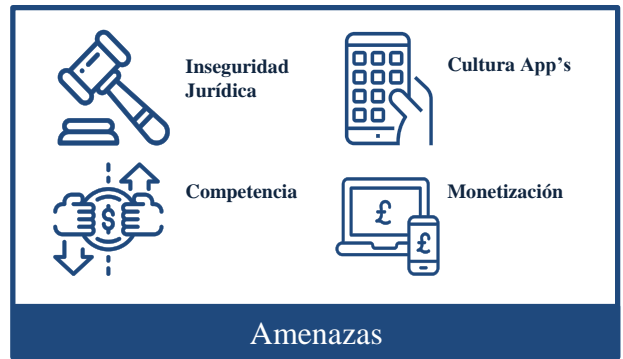 Inseguridad
Jurídica
Cultura App's
$
Competencia
£
£
Monetización
Amenazas